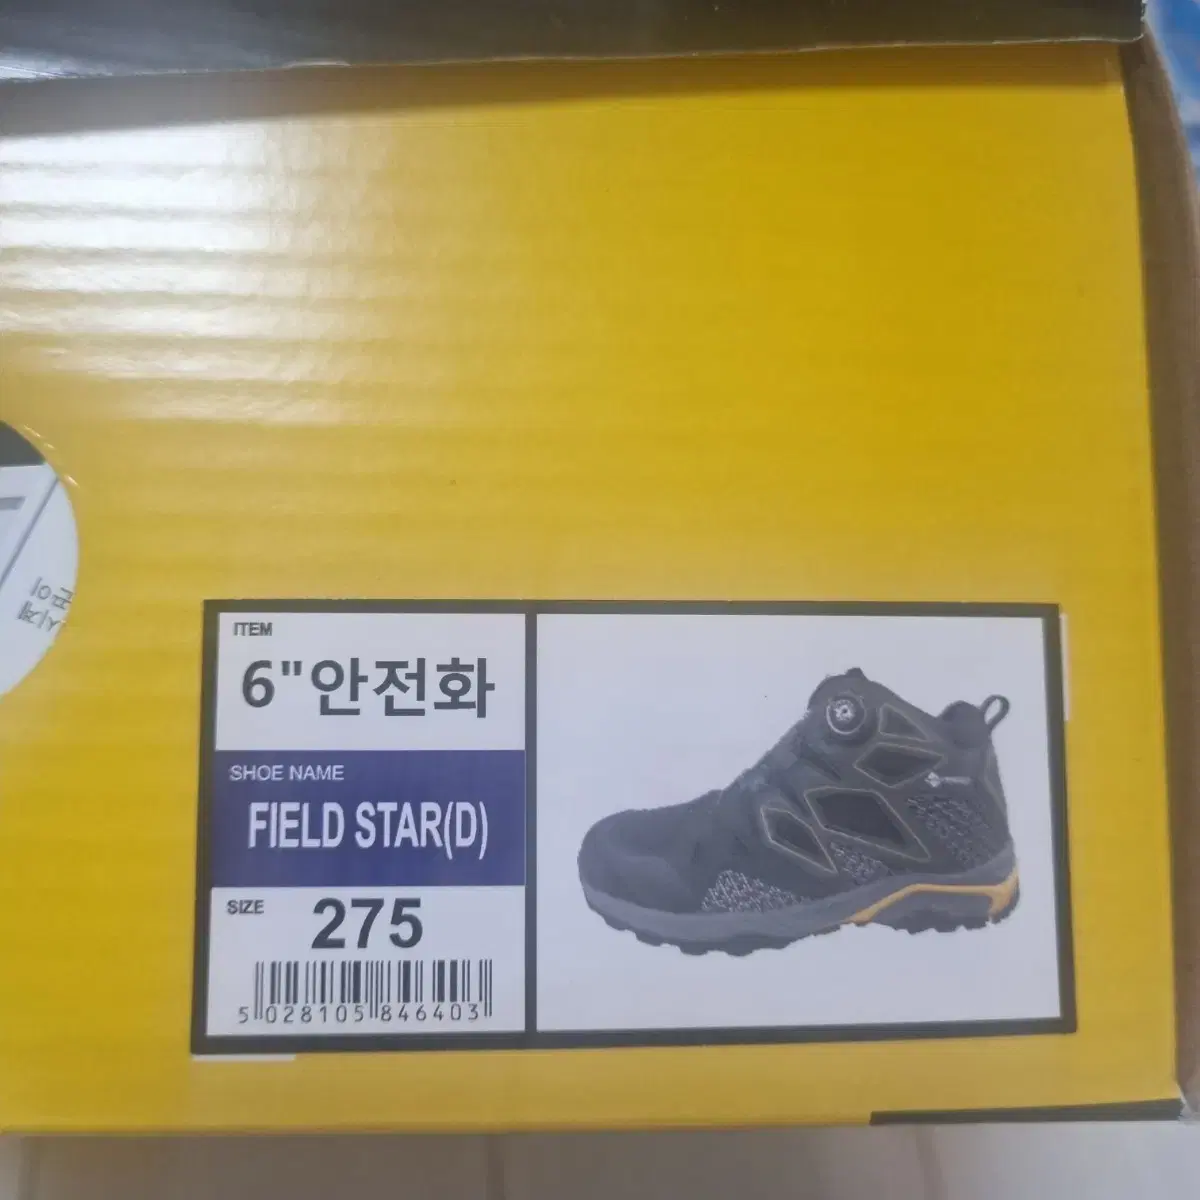 ITEM
6"안전화
SHOE NAME
FIELD STAR(D)
SIZE 275
5 028105 846403